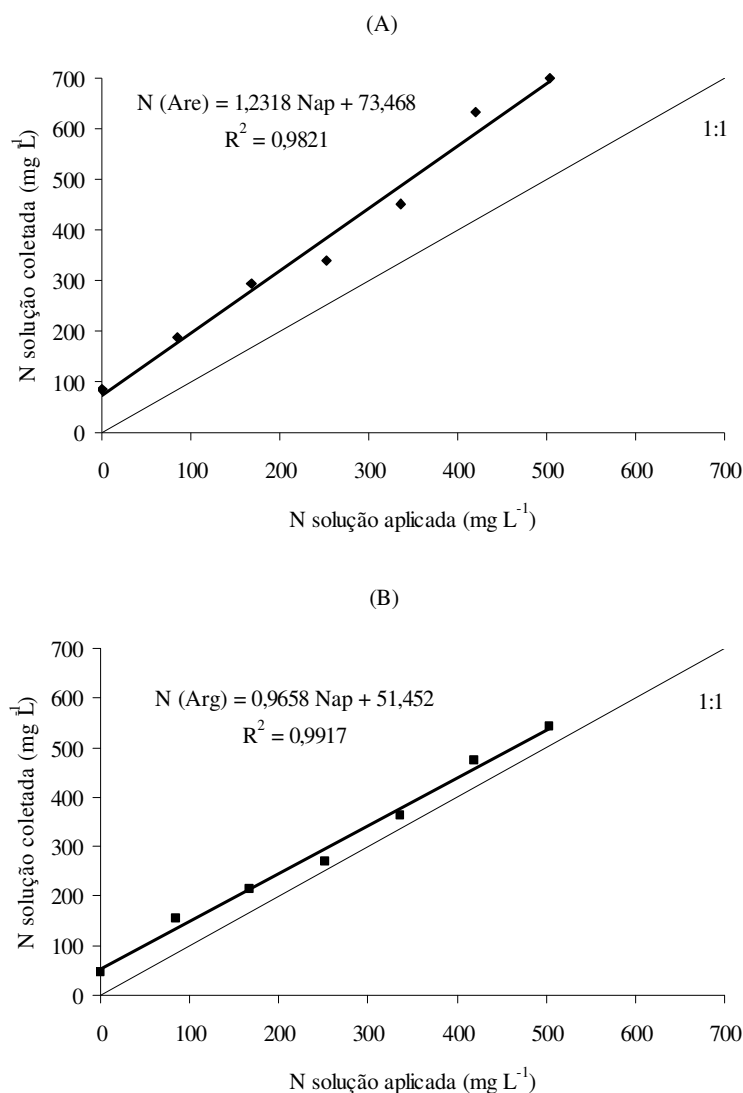 (A)
N solução coletada (mg L-1)
700
600
500
400
300
200
100
0
N (Are) = 1,2318 Nap + 73,468
R² = 0,9821
1:1
0 100 200 300 400 500 600 700
N solução aplicada (mg L⁻¹)
(B)
N solução coletada (mg L-1)
700
600
500
400
300
200
100
0
N (Arg) = 0,9658 Nap + 51,452
R² = 0,9917
1:1
0 100 200 300 400 500 600 700
N solução aplicada (mg L⁻¹)